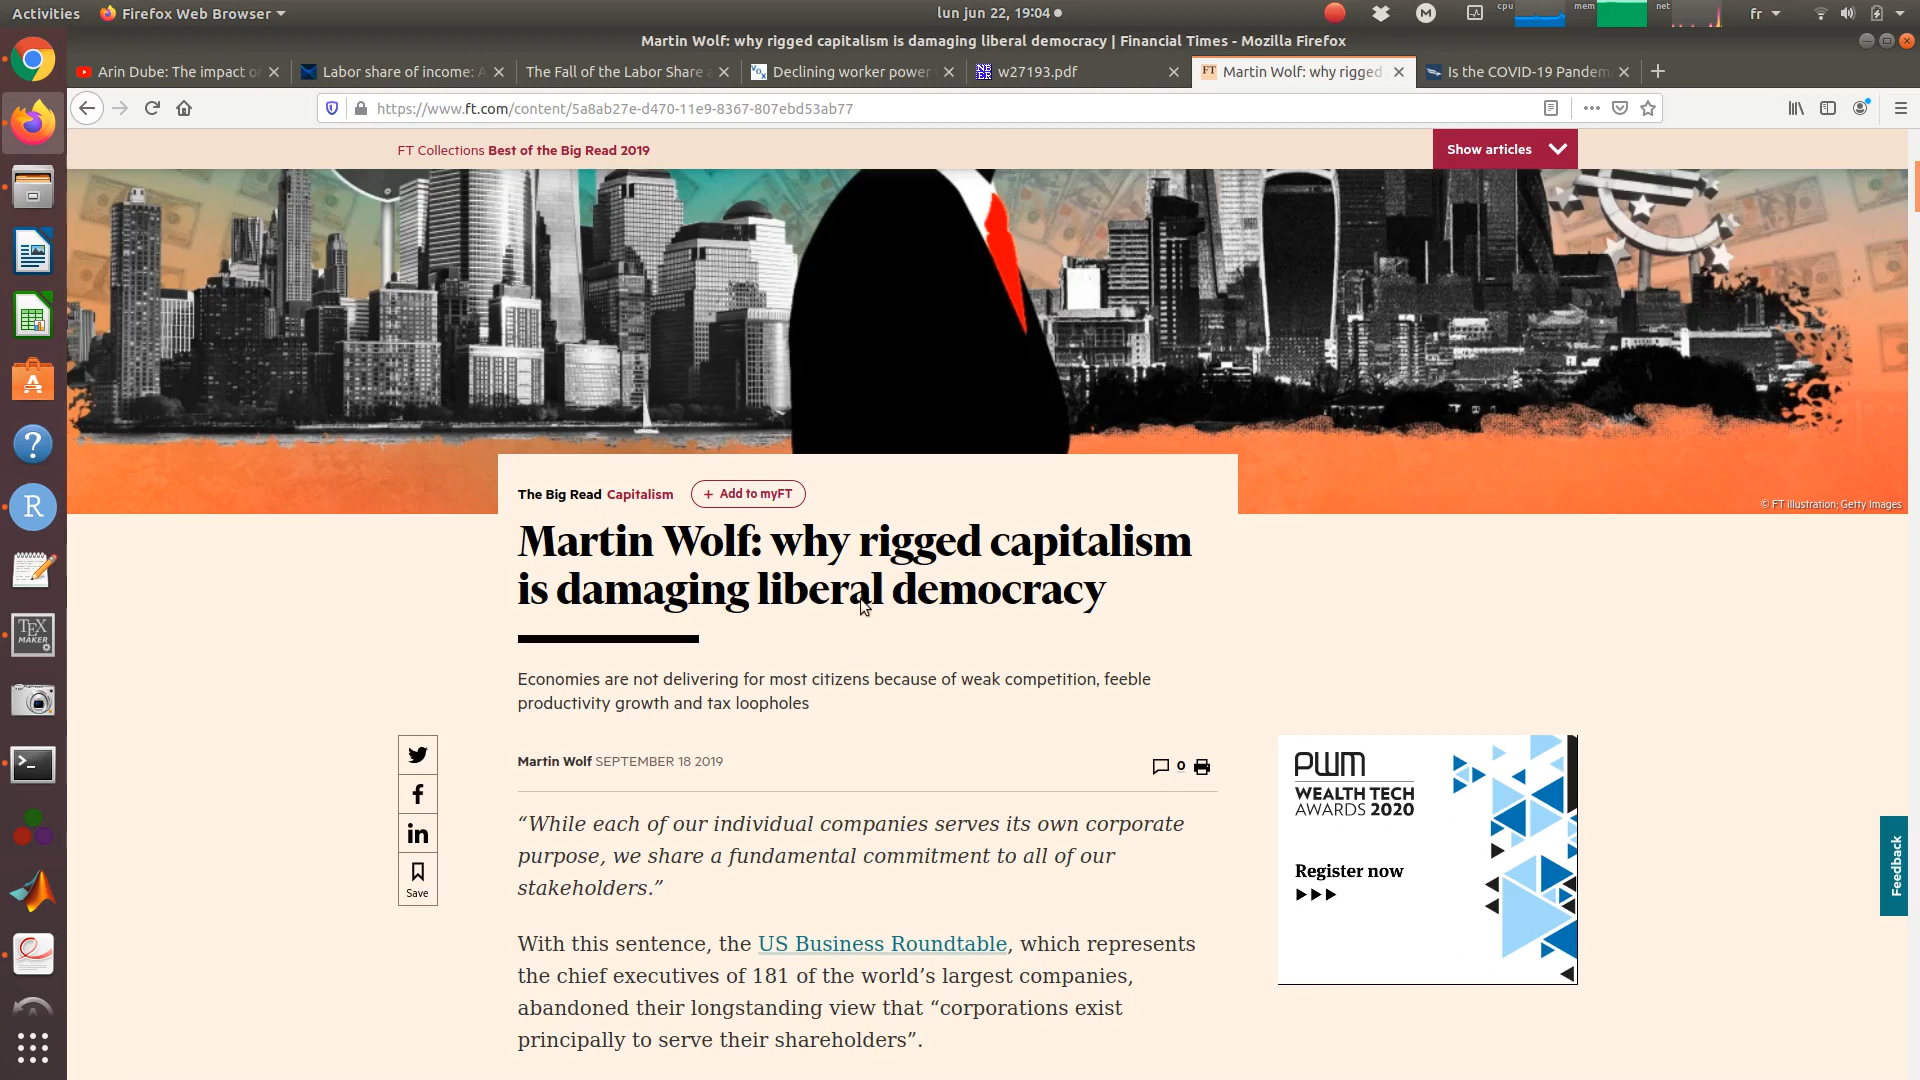 Activities
Firefox Web Browser
lun jun 22, 19:04
cpu
mem
net
fr
Martin Wolf: why rigged capitalism is damaging liberal democracy | Financial Times - Mozilla Firefox
Arin Dube: The impact of
Labor share of income: A
The Fall of the Labor Share a
Declining worker power
w27193.pdf
Martin Wolf: why rigged
Is the COVID-19 Pandem
https://www.ft.com/content/5a8ab27e-d470-11e9-8367-807ebd53ab77
FT Collections Best of the Big Read 2019
Show articles
© FT illustration; Getty Images
The Big Read Capitalism
+ Add to myFT
Martin Wolf: why rigged capitalism
is damaging liberal democracy
Economies are not delivering for most citizens because of weak competition, feeble
productivity growth and tax loopholes
Martin Wolf SEPTEMBER 18 2019
0
Save
“While each of our individual companies serves its own corporate
purpose, we share a fundamental commitment to all of our
stakeholders.”
With this sentence, the US Business Roundtable, which represents
the chief executives of 181 of the world’s largest companies,
abandoned their longstanding view that “corporations exist
principally to serve their shareholders”.
PWM
WEALTH TECH
AWARDS 2020
Register now
Feedback
TEX
MAKER